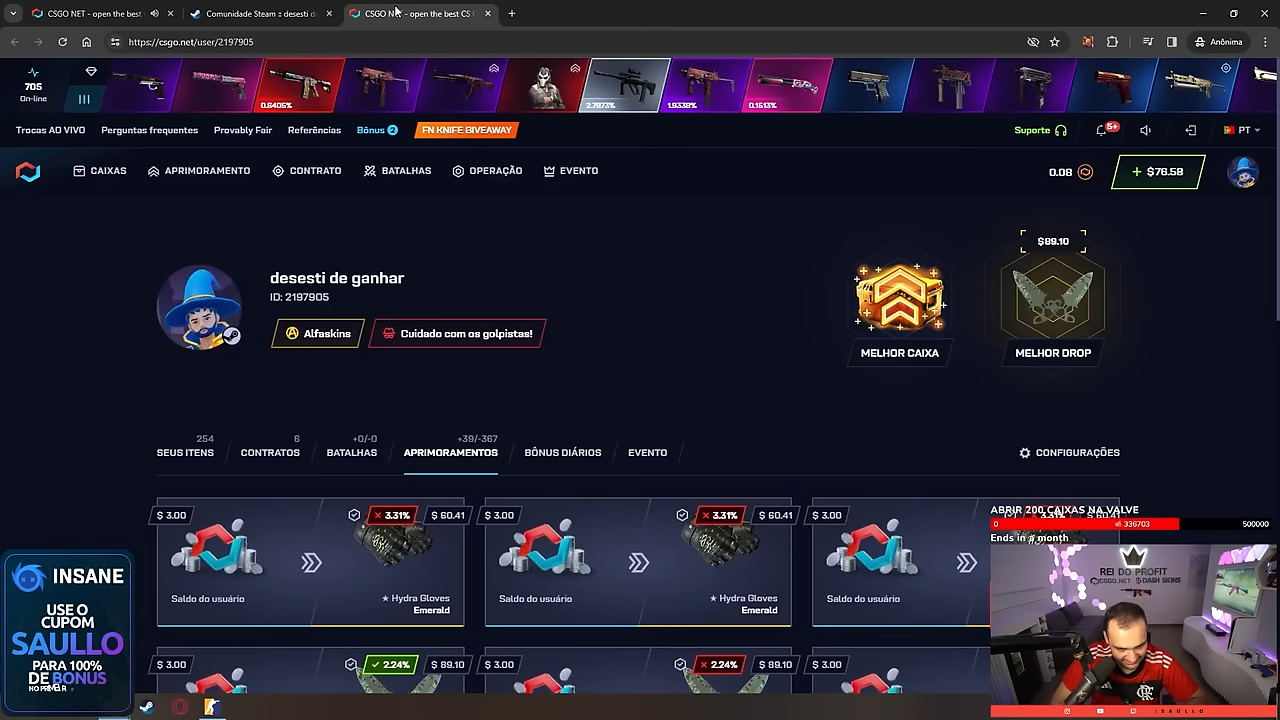 CSGO NET - open the best
Comunidade Steam :: desesti de
CSGO NET - open the best CS
https://csgo.net/user/2197905
Anônima
705
On-line
0.6405%
2.7873%
1.9338%
0.1513%
Trocas AO VIVO
Perguntas frequentes
Provably Fair
Referências
Bônus 2
FN KNIFE GIVEAWAY
Suporte
5+
PT
CAIXAS
APRIMORAMENTO
CONTRATO
BATALHAS
OPERAÇÃO
EVENTO
0.08
+ $76.58
desesti de ganhar
ID: 2197905
Alfaskins
Cuidado com os golpistas!
$89.10
MELHOR CAIXA
MELHOR DROP
254
6
+0/-0
+39/-367
SEUS ITENS
CONTRATOS
BATALHAS
APRIMORAMENTOS
BÔNUS DIÁRIOS
EVENTO
CONFIGURAÇÕES
$ 3.00
3.31%
$ 60.41
Saldo do usuário
★ Hydra Gloves
Emerald
$ 3.00
3.31%
$ 60.41
Saldo do usuário
★ Hydra Gloves
Emerald
$ 3.00
Saldo do usuário
$ 3.00
2.24%
$ 89.10
$ 3.00
2.24%
$ 89.10
$ 3.00
INSANE
USE O
CUPOM
SAULLO
PARA 100%
DE BONUS
ABRIR 200 CAIXAS NA VALVE
0
336703
500000
Ends in a month
REI DO PROFIT
CSGO.NET
DASH SKINS
/SAULLO